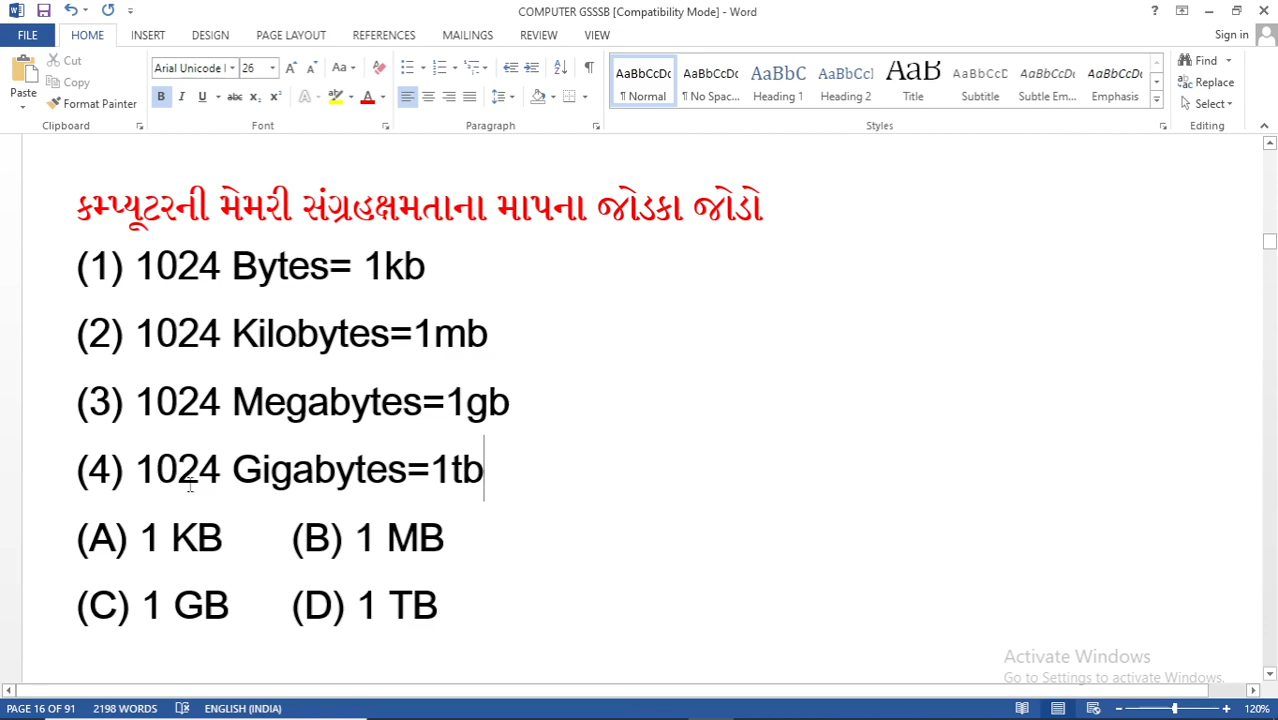 COMPUTER GSSSB [Compatibility Mode] - Word
FILE HOME INSERT DESIGN PAGE LAYOUT REFERENCES MAILINGS REVIEW VIEW Sign in
Paste Cut Copy Format Painter
Arial Unicode 26
Aa
B I U abc x₂ x² A A
AaBbCcDc AaBbCcDc AaBbC AaBbCc AaB AaBbCcD AaBbCcDc AaBbCcDc
¶ Normal ¶ No Spac... Heading 1 Heading 2 Title Subtitle Subtle Em... Emphasis
Find
Replace
Select
Clipboard Font Paragraph Styles Editing
કમ્પ્યૂટરની મેમરી સંગ્રહક્ષમતાના માપના જોડકા જોડો
(1) 1024 Bytes= 1kb
(2) 1024 Kilobytes=1mb
(3) 1024 Megabytes=1gb
(4) 1024 Gigabytes=1tb
(A) 1 KB (B) 1 MB
(C) 1 GB (D) 1 TB
Activate Windows
Go to Settings to activate Windows.
PAGE 16 OF 91 2198 WORDS ENGLISH (INDIA) 120%